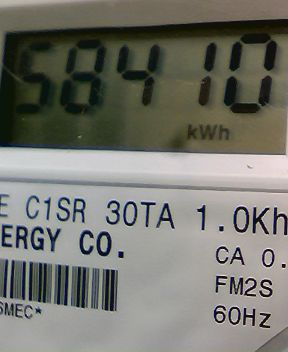 58410
kWh
E C1SR 30TA 1.0Kh
ERGY CO.
CA 0.
FM2S
60Hz
SMEC*